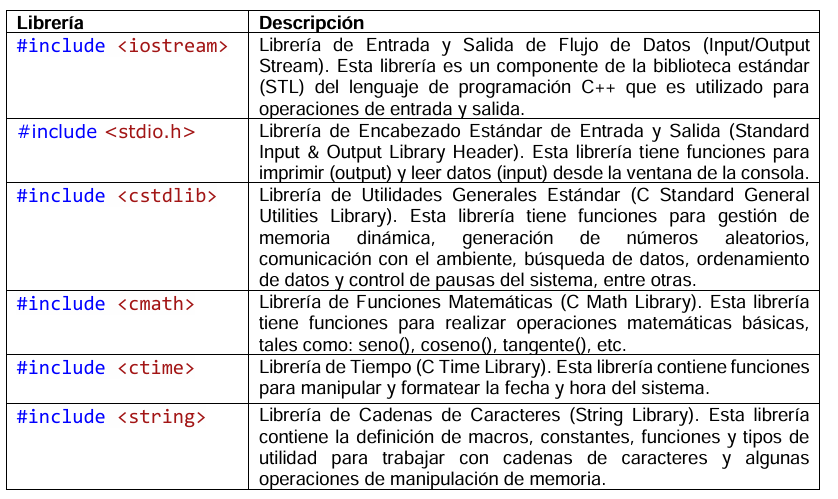 Librería Descripción
#include <iostream> Librería de Entrada y Salida de Flujo de Datos (Input/Output
Stream). Esta librería es un componente de la biblioteca estándar
(STL) del lenguaje de programación C++ que es utilizado para
operaciones de entrada y salida.
#include <stdio.h> Librería de Encabezado Estándar de Entrada y Salida (Standard
Input & Output Library Header). Esta librería tiene funciones para
imprimir (output) y leer datos (input) desde la ventana de la consola.
#include <cstdlib> Librería de Utilidades Generales Estándar (C Standard General
Utilities Library). Esta librería tiene funciones para gestión de
memoria dinámica, generación de números aleatorios,
comunicación con el ambiente, búsqueda de datos, ordenamiento
de datos y control de pausas del sistema, entre otras.
#include <cmath> Librería de Funciones Matemáticas (C Math Library). Esta librería
tiene funciones para realizar operaciones matemáticas básicas,
tales como: seno(), coseno(), tangente(), etc.
#include <ctime> Librería de Tiempo (C Time Library). Esta librería contiene funciones
para manipular y formatear la fecha y hora del sistema.
#include <string> Librería de Cadenas de Caracteres (String Library). Esta librería
contiene la definición de macros, constantes, funciones y tipos de
utilidad para trabajar con cadenas de caracteres y algunas
operaciones de manipulación de memoria.